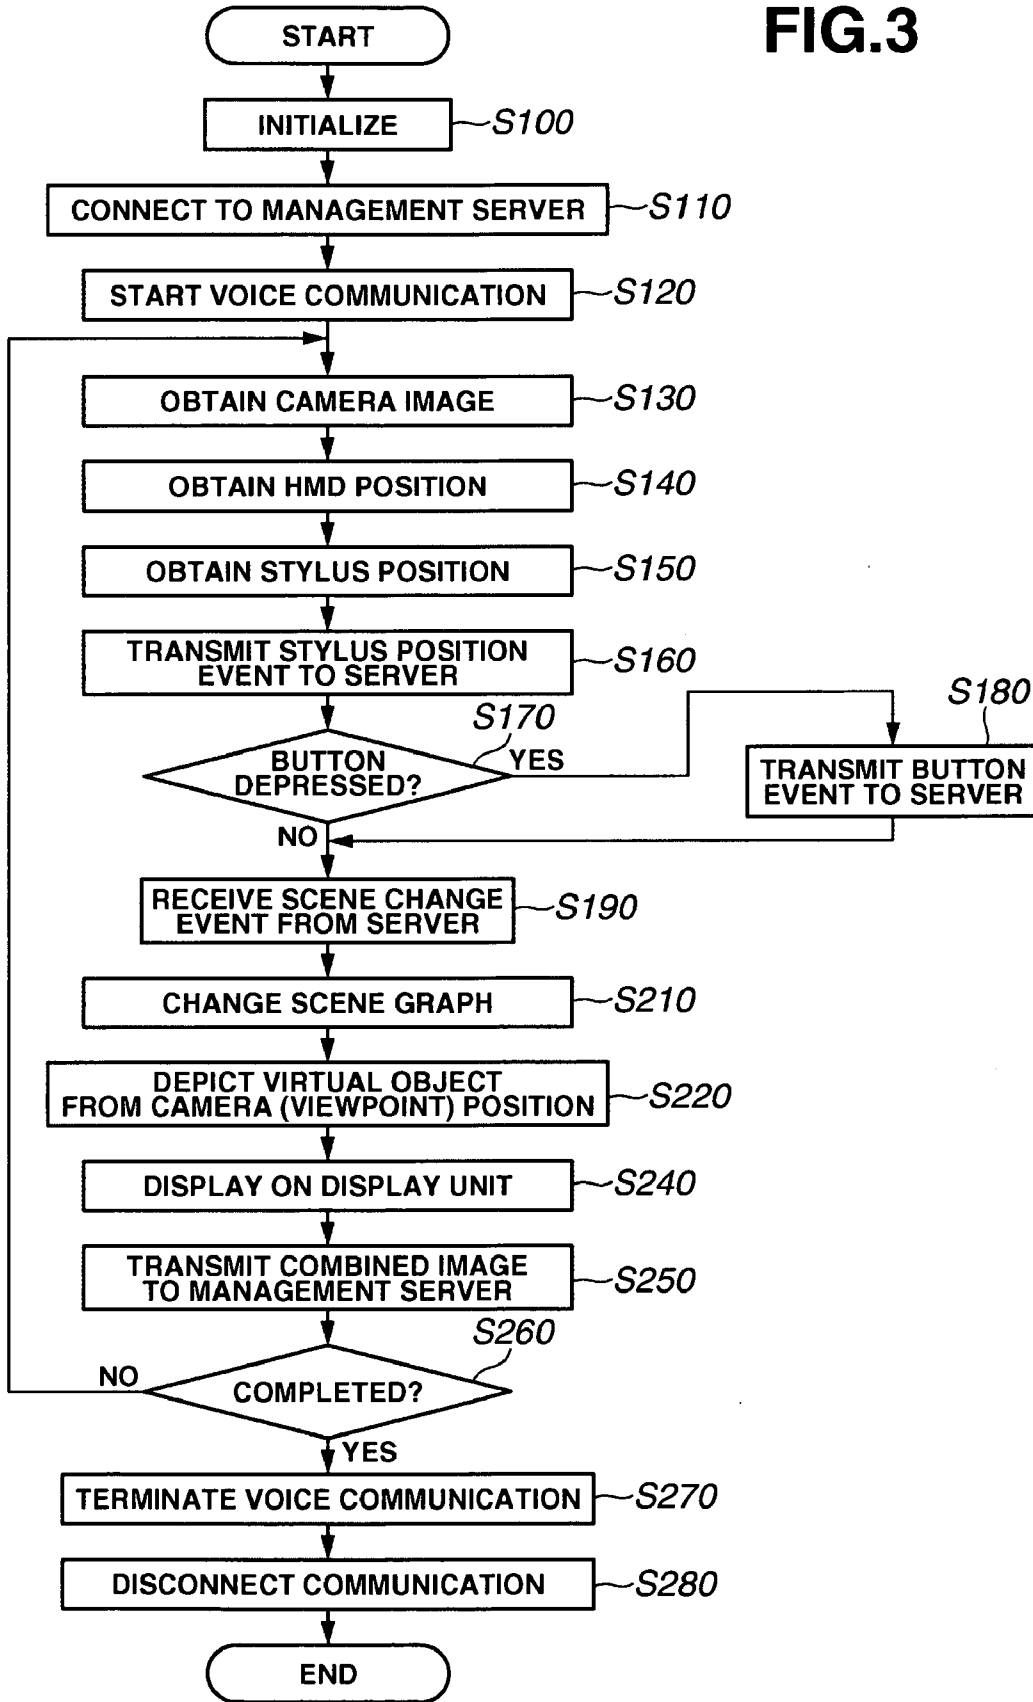 FIG.3
START
INITIALIZE
S100
CONNECT TO MANAGEMENT SERVER
S110
START VOICE COMMUNICATION
S120
OBTAIN CAMERA IMAGE
S130
OBTAIN HMD POSITION
S140
OBTAIN STYLUS POSITION
S150
TRANSMIT STYLUS POSITION
EVENT TO SERVER
S160
S170
BUTTON
DEPRESSED?
YES
S180
TRANSMIT BUTTON
EVENT TO SERVER
NO
RECEIVE SCENE CHANGE
EVENT FROM SERVER
S190
CHANGE SCENE GRAPH
S210
DEPICT VIRTUAL OBJECT
FROM CAMERA (VIEWPOINT) POSITION
S220
DISPLAY ON DISPLAY UNIT
S240
TRANSMIT COMBINED IMAGE
TO MANAGEMENT SERVER
S250
S260
NO
COMPLETED?
YES
TERMINATE VOICE COMMUNICATION
S270
DISCONNECT COMMUNICATION
S280
END